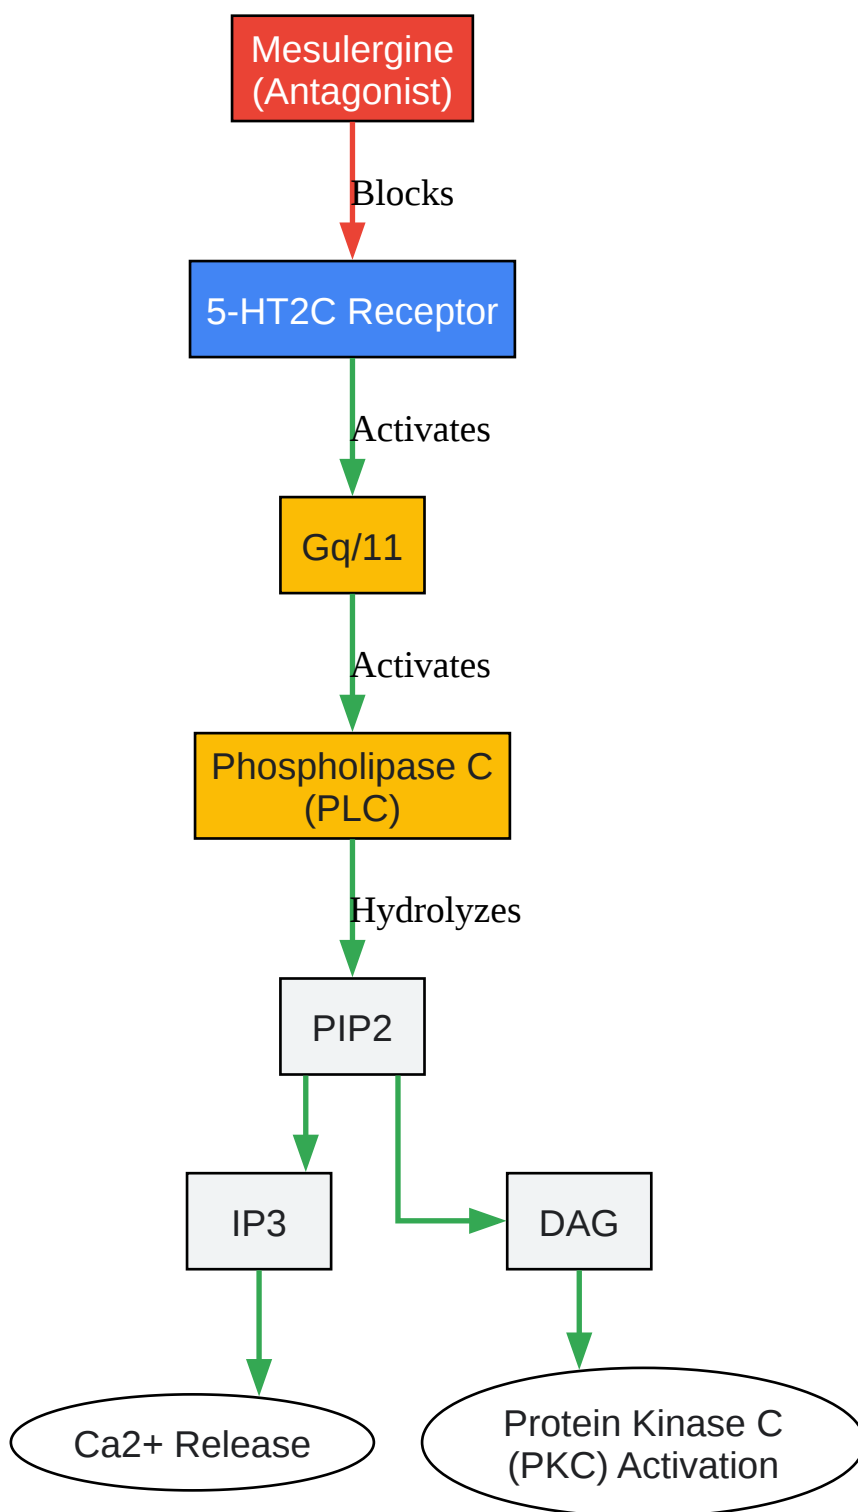 Mesulergine
(Antagonist)
Blocks
5-HT2C Receptor
Activates
Gq/11
Activates
Phospholipase C
(PLC)
Hydrolyzes
PIP2
IP3
DAG
Ca2+ Release
Protein Kinase C
(PKC) Activation